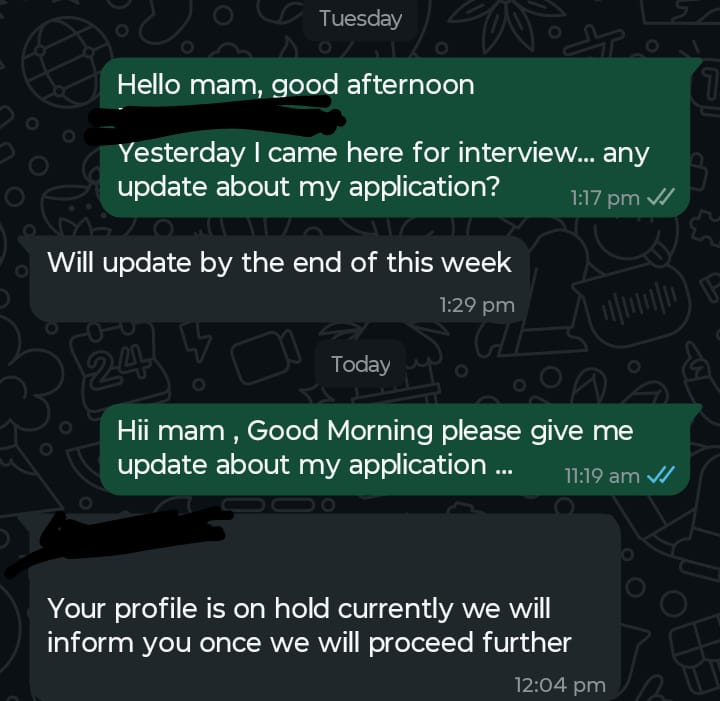 Tuesday
Hello mam, good afternoon
Yesterday I came here for interview... any
update about my application?
1:17 pm
Will update by the end of this week
1:29 pm
Today
Hii mam , Good Morning please give me
update about my application ...
11:19 am
Your profile is on hold currently we will
inform you once we will proceed further
12:04 pm